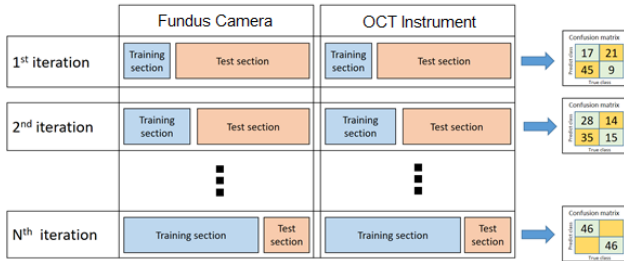 Fundus Camera
OCT Instrument
1st iteration
Training
section
Test section
Training
section
Test section
Confusion matrix
Predict class
17 21
45 9
True class
2nd iteration
Training
section
Test section
Training
section
Test section
Confusion matrix
Predict class
28 14
35 15
True class
Nth iteration
Training section
Test
section
Training section
Test
section
Confusion matrix
Predict class
46
46
True class